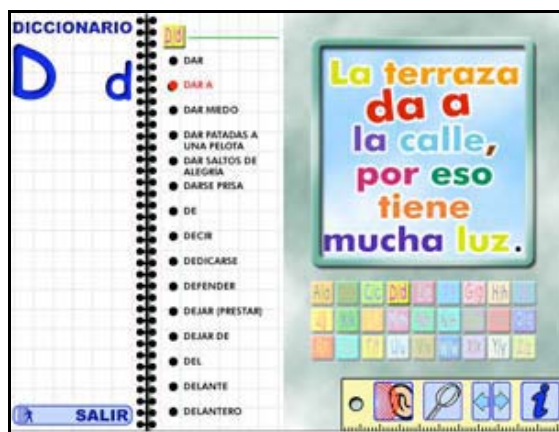 DICCIONARIO
D d
Dd
DAR
DAR A
DAR MIEDO
DAR PATADAS A
UNA PELOTA
DAR SALTOS DE
ALEGRÍA
DARSE PRISA
DE
DECIR
DEDICARSE
DEFENDER
DEJAR (PRESTAR)
DEJAR DE
DEL
DELANTE
DELANTERO
La terraza
da a
la calle,
por eso
tiene
mucha luz.
SALIR
i